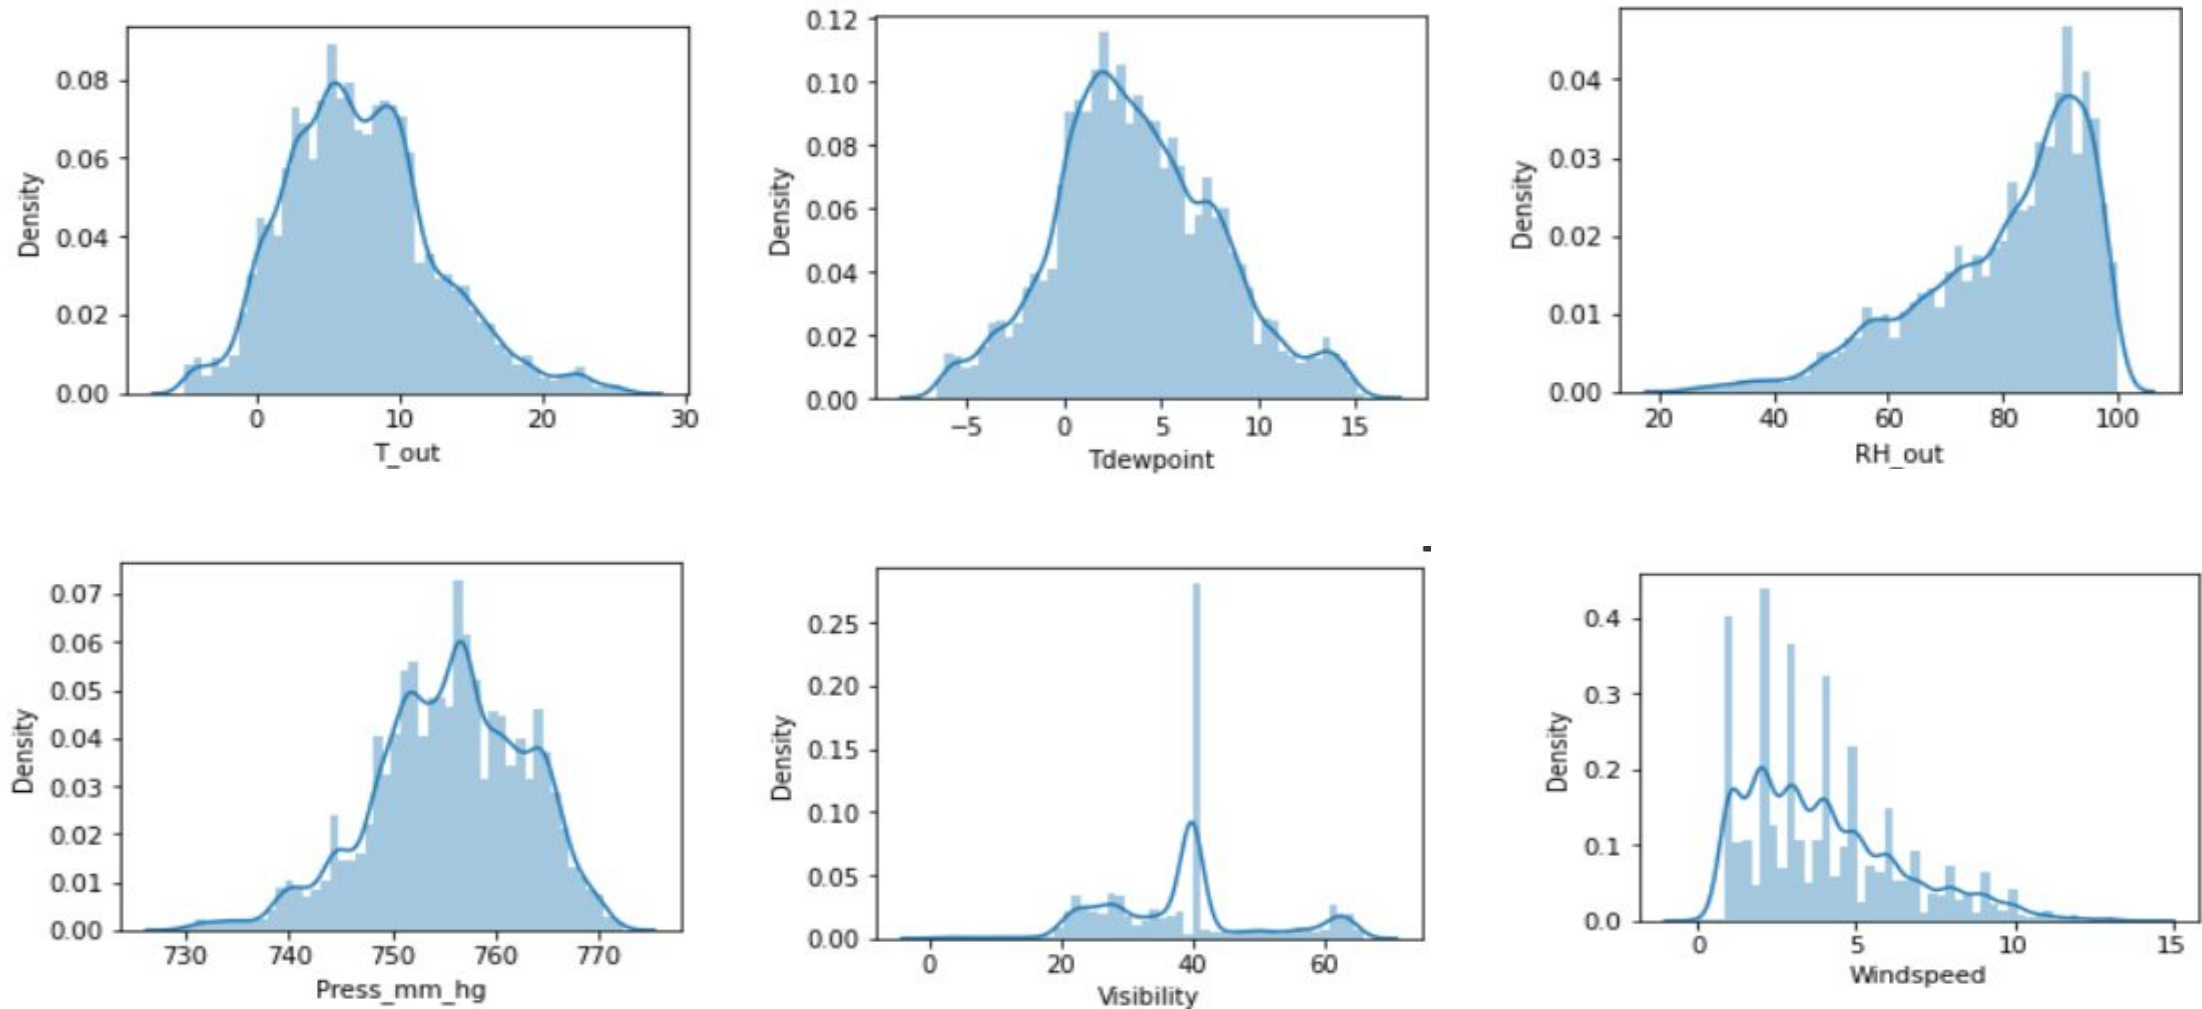 0.08
0.06
0.04
0.02
0.00
Density
0 10 20 30
T_out
0.12
0.10
0.08
0.06
0.04
0.02
0.00
Density
−5 0 5 10 15
Tdewpoint
0.04
0.03
0.02
0.01
0.00
Density
20 40 60 80 100
RH_out
0.07
0.06
0.05
0.04
0.03
0.02
0.01
0.00
Density
730 740 750 760 770
Press_mm_hg
0.25
0.20
0.15
0.10
0.05
0.00
Density
0 20 40 60
Visibility
0.4
0.3
0.2
0.1
0.0
Density
0 5 10 15
Windspeed